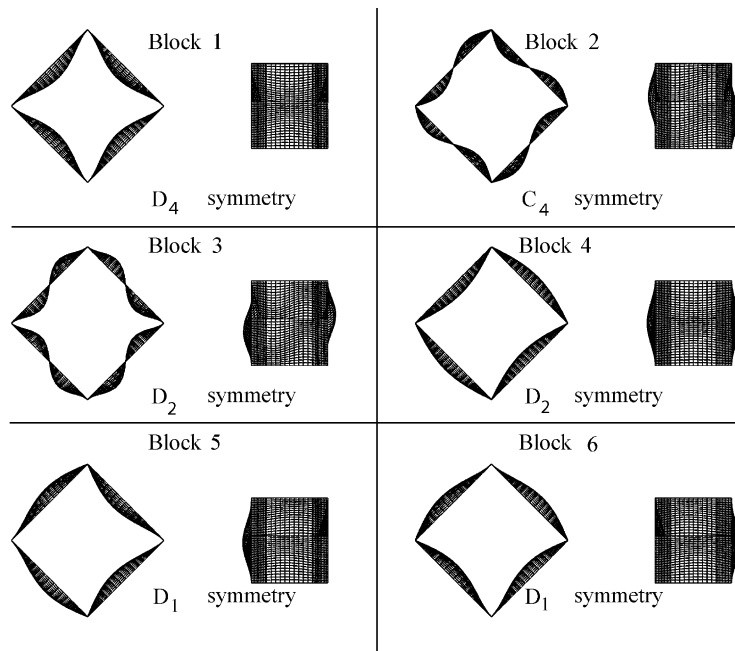 Block 1
D4 symmetry
Block 2
C4 symmetry
Block 3
D2 symmetry
Block 4
D2 symmetry
Block 5
D1 symmetry
Block 6
D1 symmetry